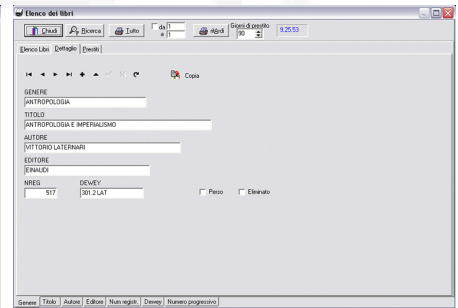 Elenco dei libri
Chiudi Ricerca Tutto da 1 Giorni di prestito 9.25.53
a 1 ritArdi 90
Elenco Libri Dettaglio Prestiti
Copia
GENERE
ANTROPOLOGIA
TITOLO
ANTROPOLOGIA E IMPERIALISMO
AUTORE
VITTORIO LATERNARI
EDITORE
EINAUDI
NREG DEWEY
517 301.2 LAT Perso Eliminato
Genere Titolo Autore Editore Num registr. Dewey Numero progressivo